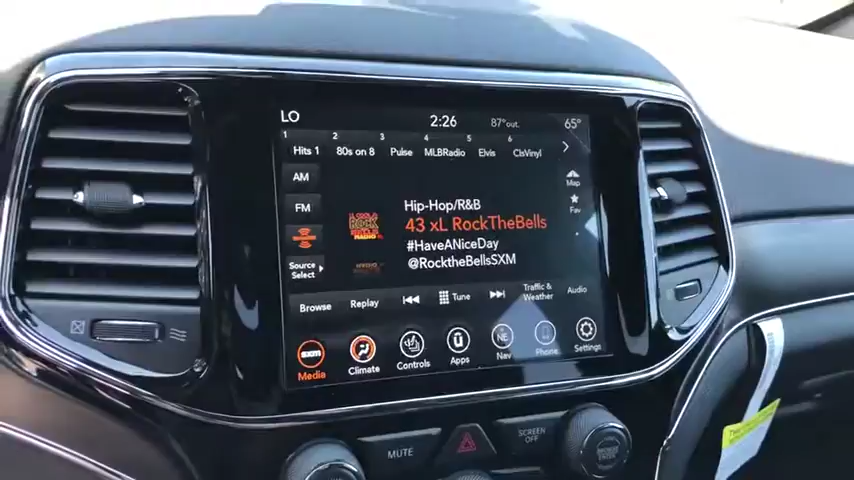 LO 2:26 87°out 65°
1 2 3 4 5 6
Hits 1 80s on 8 Pulse MLBRadio Elvis ClsVinyl
AM
FM
Source Select
Hip-Hop/R&B
43 xL RockTheBells
#HaveANiceDay
@RocktheBellsSXM
Map
Fav
Browse Replay Tune Traffic & Weather Audio
sxm
NE
Media Climate Controls Apps Nav Phone Settings
MUTE
SCREEN OFF